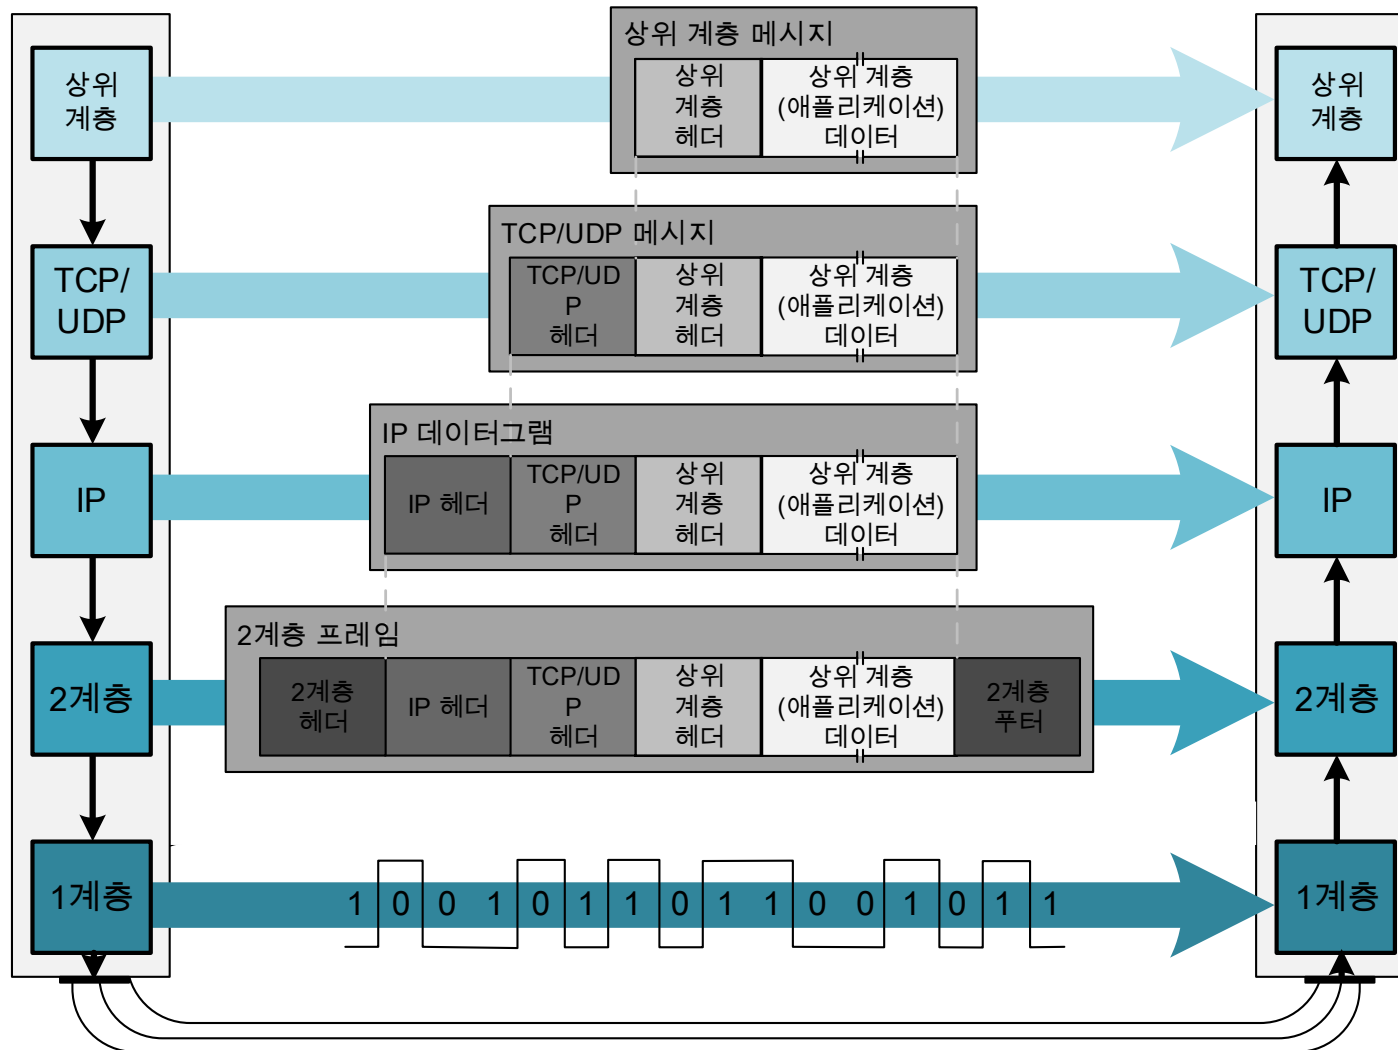 상위 계층 메시지
상위
계층
상위
계층
헤더
상위 계층
(애플리케이션)
데이터
상위
계층
TCP/UDP 메시지
TCP/
UDP
TCP/UD
P
헤더
상위
계층
헤더
상위 계층
(애플리케이션)
데이터
TCP/
UDP
IP 데이터그램
IP
IP 헤더
TCP/UD
P
헤더
상위
계층
헤더
상위 계층
(애플리케이션)
데이터
IP
2계층 프레임
2계층
2계층
헤더
IP 헤더
TCP/UD
P
헤더
상위
계층
헤더
상위 계층
(애플리케이션)
데이터
2계층
푸터
2계층
1계층
1 0 0 1 0 1 1 0 1 1 0 0 1 0 1 1
1계층